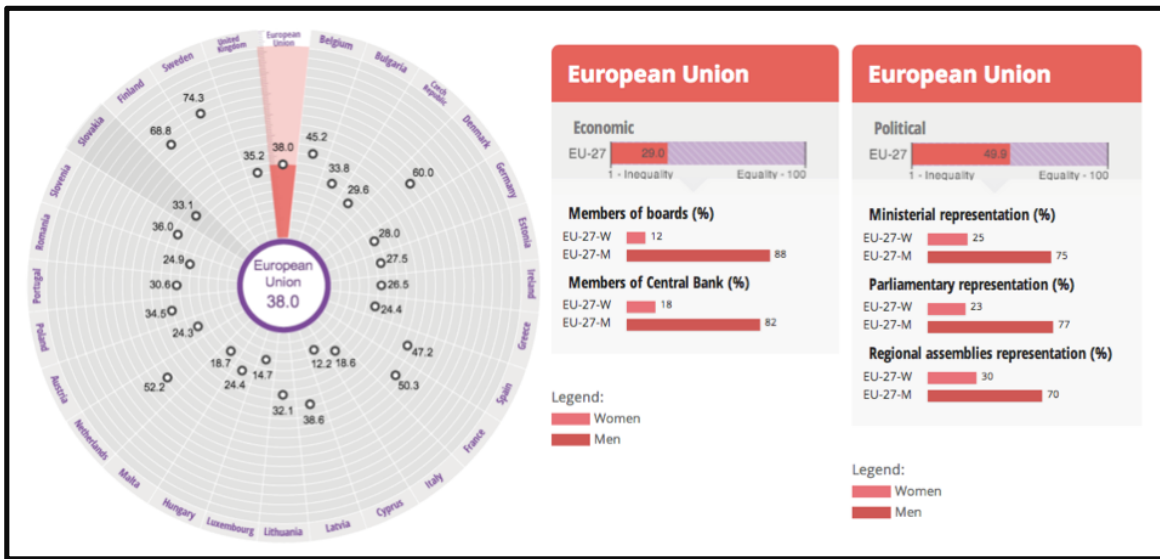 European Union
Belgium
Bulgaria
Czech Republic
Denmark
Germany
Estonia
Ireland
Greece
Spain
France
Italy
Cyprus
Latvia
Lithuania
Luxembourg
Hungary
Malta
Netherlands
Austria
Poland
Portugal
Romania
Slovenia
Slovakia
Finland
Sweden
United Kingdom
38.0
45.2
33.8
29.6
60.0
28.0
27.5
26.5
24.4
47.2
50.3
18.6
12.2
38.6
32.1
14.7
24.4
18.7
52.2
24.3
34.5
30.6
24.9
36.0
33.1
68.8
74.3
35.2
European
Union
38.0
European Union
Economic
EU-27
29.0
1 - Inequality Equality - 100
Members of boards (%)
EU-27-W 12
EU-27-M 88
Members of Central Bank (%)
EU-27-W 18
EU-27-M 82
Legend:
Women
Men
European Union
Political
EU-27
49.9
1 - Inequality Equality - 100
Ministerial representation (%)
EU-27-W 25
EU-27-M 75
Parliamentary representation (%)
EU-27-W 23
EU-27-M 77
Regional assemblies representation (%)
EU-27-W 30
EU-27-M 70
Legend:
Women
Men